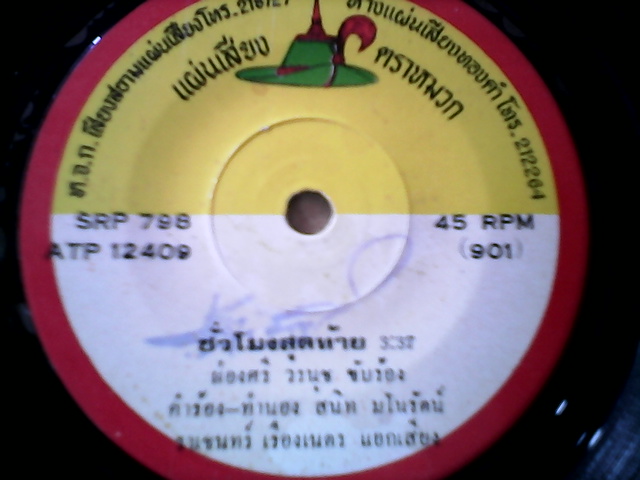 ห.จ.ก. เสียงสยามแผ่นเสียง โทร.
ห้างแผ่นเสียงทองคำ โทร. 212264
แผ่นเสียง ตราหมวก
SRP 798 45 RPM
ATP 12409 (901)
ชั่วโมงสุดท้าย
ผ่องศรี วรนุช ขับร้อง
คำร้อง-ทำนอง สนิท มโนรัตน์
เรืองเนตร แยกเสียง